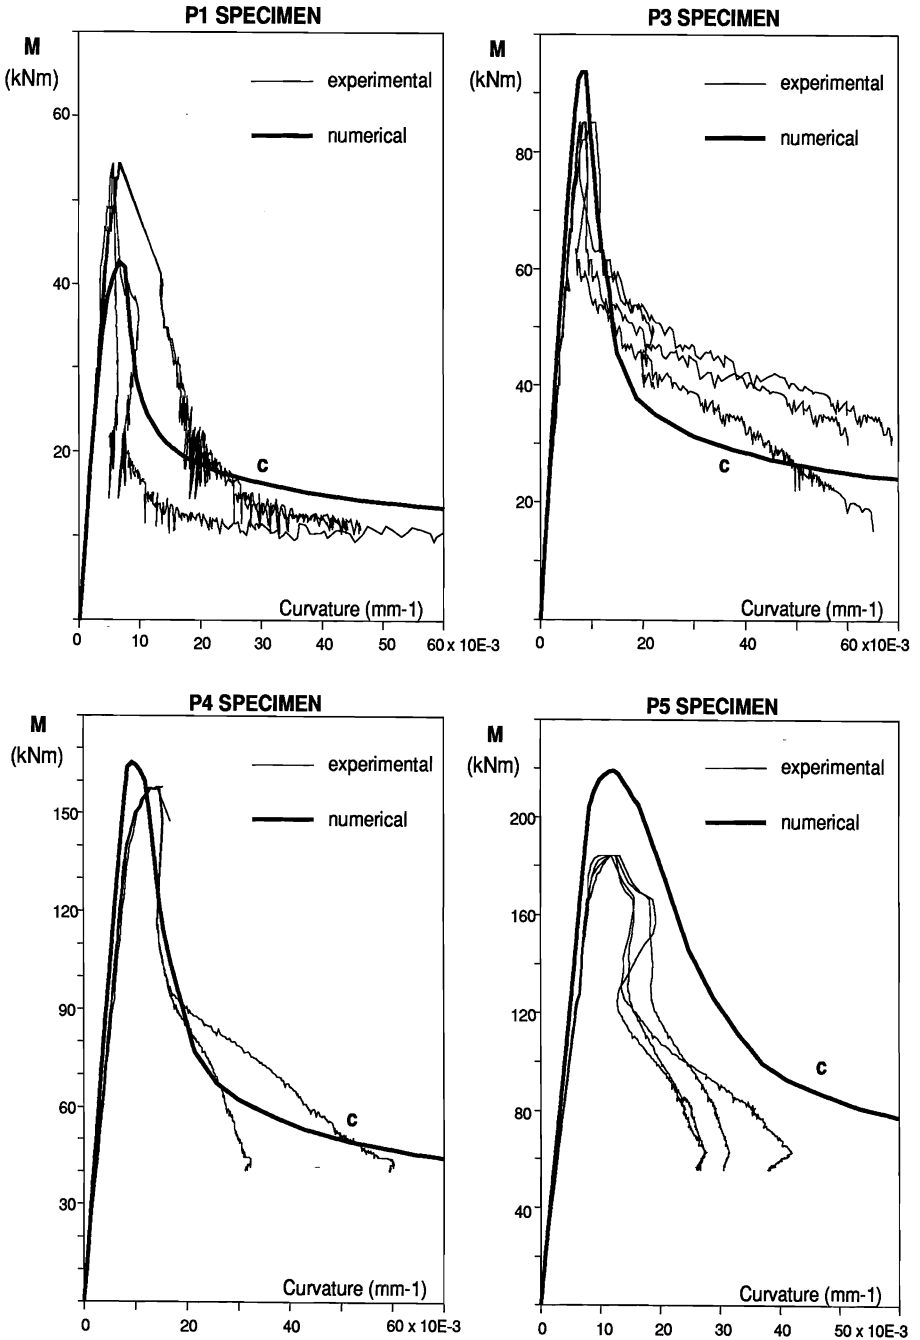 P1 SPECIMEN
M
(kNm)
experimental
numerical
60
40
20
C
Curvature (mm-1)
0 10 20 30 40 50 60 x 10E-3
P3 SPECIMEN
M
(kNm)
experimental
numerical
80
60
40
20
C
Curvature (mm-1)
0 20 40 60 x10E-3
P4 SPECIMEN
M
(kNm)
experimental
numerical
150
120
90
60
30
C
Curvature (mm-1)
0 20 40 60 x 10E-3
P5 SPECIMEN
M
(kNm)
experimental
numerical
200
160
120
80
40
C
Curvature (mm-1)
0 10 20 30 40 50 x 10E-3